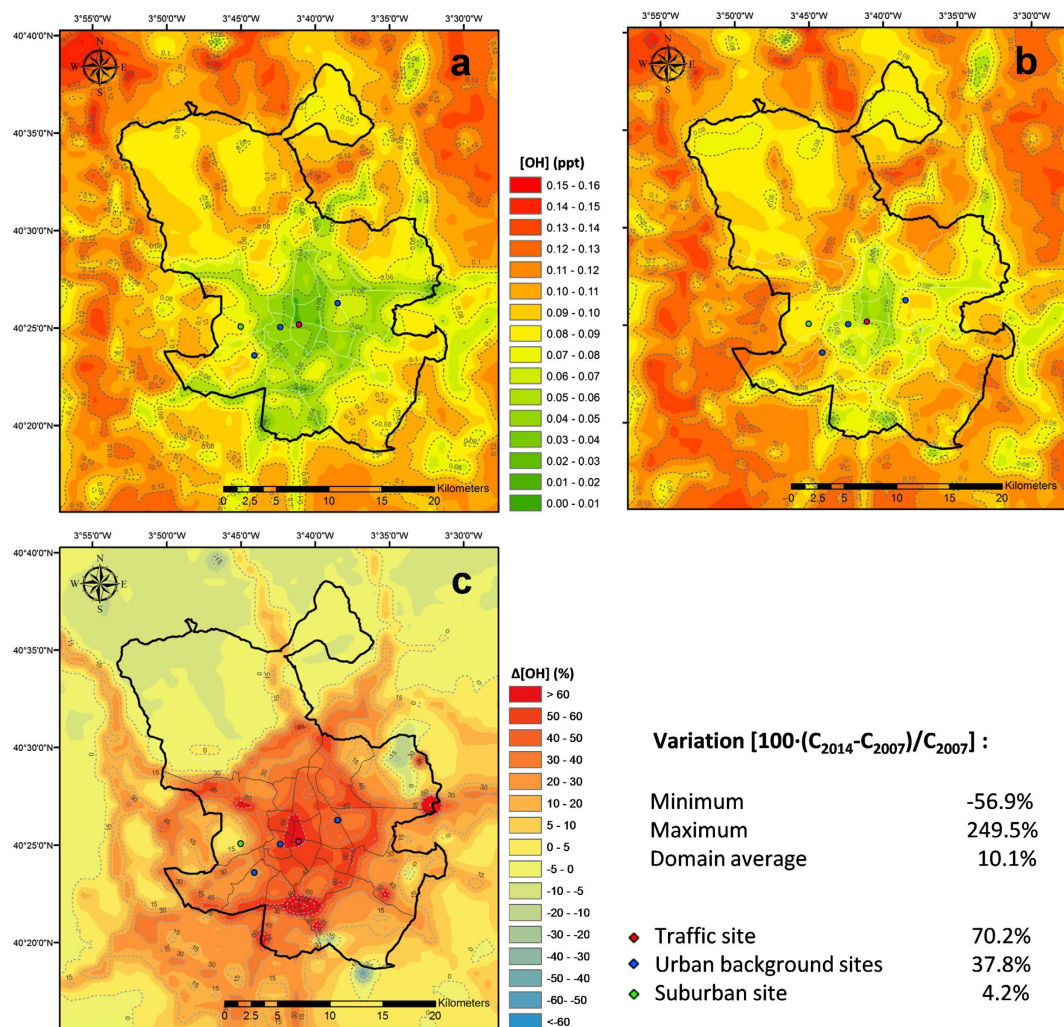 3°55'0"W 3°50'0"W 3°45'0"W 3°40'0"W 3°35'0"W 3°30'0"W
3°55'0"W 3°50'0"W 3°45'0"W 3°40'0"W 3°35'0"W 3°30'0"W
40°40'0"N
40°35'0"N
40°30'0"N
40°25'0"N
40°20'0"N
N
W E
S
a
0 2.5 5 10 15 20
Kilometers
[OH] (ppt)
0.15 - 0.16
0.14 - 0.15
0.13 - 0.14
0.12 - 0.13
0.11 - 0.12
0.10 - 0.11
0.09 - 0.10
0.08 - 0.09
0.07 - 0.08
0.06 - 0.07
0.05 - 0.06
0.04 - 0.05
0.03 - 0.04
0.02 - 0.03
0.01 - 0.02
0.00 - 0.01
N
W E
S
b
0 2.5 5 10 15 20
Kilometers
3°55'0"W 3°50'0"W 3°45'0"W 3°40'0"W 3°35'0"W 3°30'0"W
40°40'0"N
40°35'0"N
40°30'0"N
40°25'0"N
40°20'0"N
N
W E
S
c
0 2.5 5 10 15 20
Kilometers
Δ[OH] (%)
> 60
50 - 60
40 - 50
30 - 40
20 - 30
10 - 20
5 - 10
0 - 5
-5 - 0
-10 - -5
-20 - -10
-30 - -20
-40 - -30
-50 - -40
-60 - -50
<-60
Variation [100·(C2014-C2007)/C2007] :
Minimum -56.9%
Maximum 249.5%
Domain average 10.1%
Traffic site 70.2%
Urban background sites 37.8%
Suburban site 4.2%